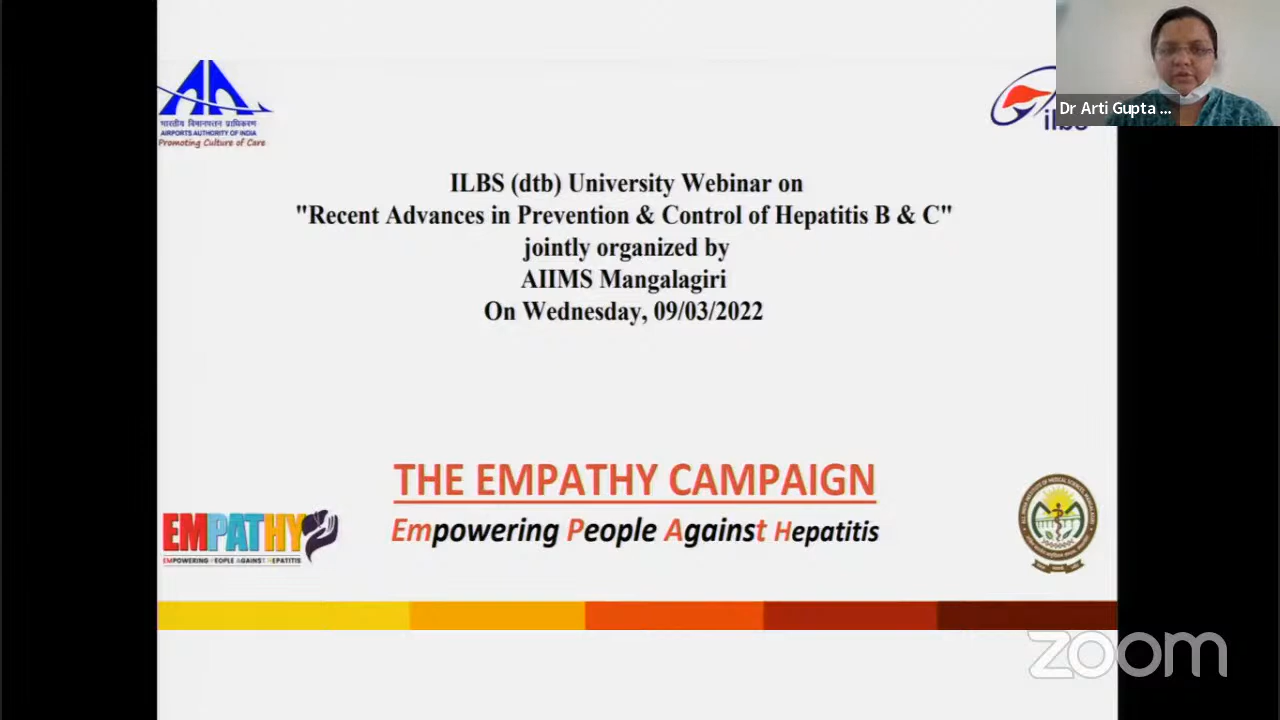 भारतीय विमानपत्तन प्राधिकरण
AIRPORTS AUTHORITY OF INDIA
Promoting Culture of Care
ilbs
Dr Arti Gupta ...
ILBS (dtb) University Webinar on
"Recent Advances in Prevention & Control of Hepatitis B & C"
jointly organized by
AIIMS Mangalagiri
On Wednesday, 09/03/2022
THE EMPATHY CAMPAIGN
Empowering People Against Hepatitis
EMPATHY
EMPOWERING PEOPLE AGAINST HEPATITIS
zoom